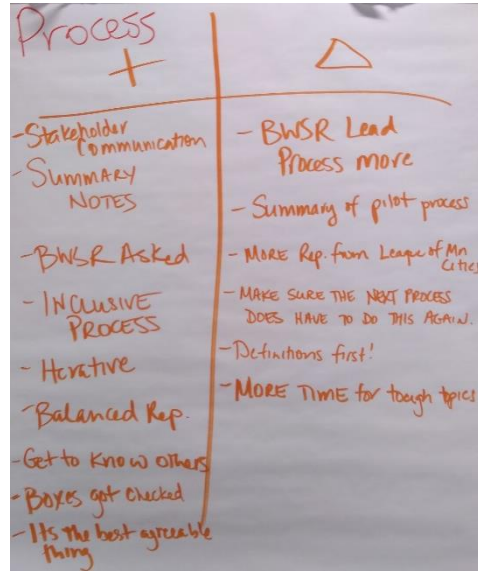 Process
+
△
-Stakeholder
Communication
-SUMMARY
NOTES
-BWSR Asked
-INCLUSIVE
PROCESS
-Iterative
-Balanced Rep.
-Get to know others
-Boxes got checked
-Its the best agreeable
thing
-BWSR Lead
Process more
-Summary of pilot process
-MORE Rep. from League of Mn
Cities
-MAKE SURE THE NEXT PROCESS
DOES HAVE TO DO THIS AGAIN.
-Definitions first!
-MORE TIME for tough topics